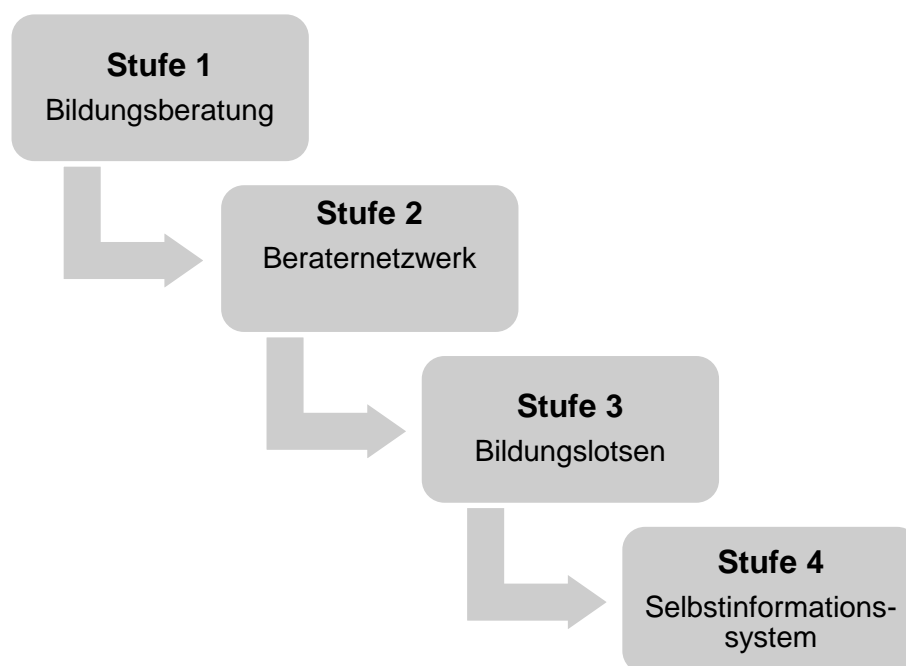 Stufe 1
Bildungsberatung
Stufe 2
Beraternetzwerk
Stufe 3
Bildungslotsen
Stufe 4
Selbstinformations-
system